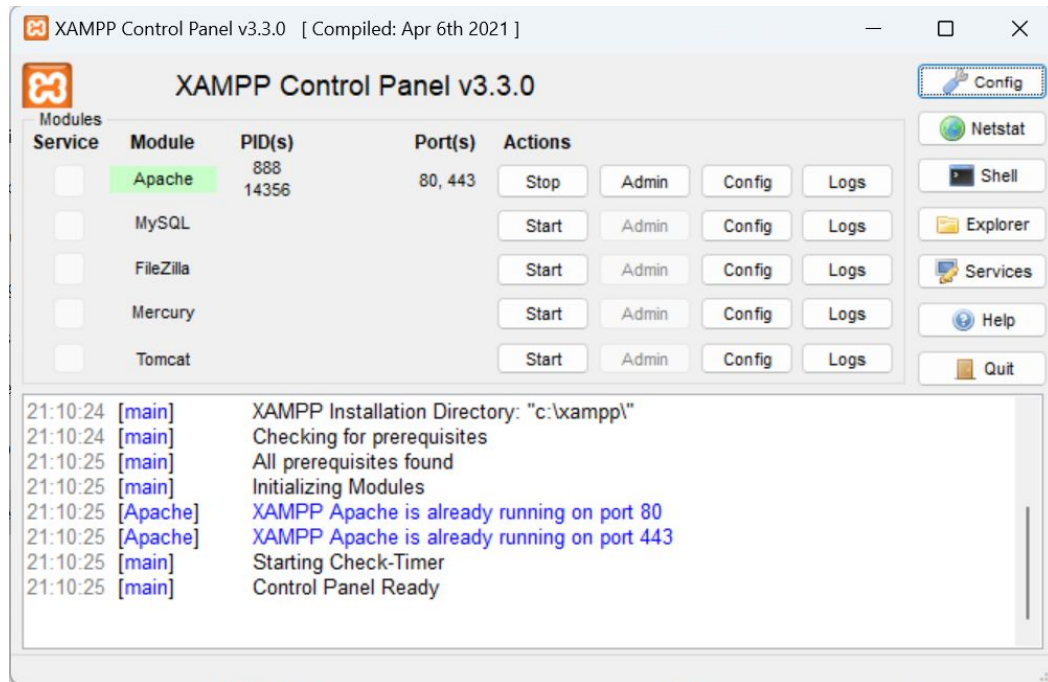 XAMPP Control Panel v3.3.0 [ Compiled: Apr 6th 2021 ]
XAMPP Control Panel v3.3.0
Config
Netstat
Shell
Explorer
Services
Help
Quit
Modules
Service Module PID(s) Port(s) Actions
Apache 888 14356 80, 443 Stop Admin Config Logs
MySQL Start Admin Config Logs
FileZilla Start Admin Config Logs
Mercury Start Admin Config Logs
Tomcat Start Admin Config Logs
21:10:24 [main] XAMPP Installation Directory: "c:\xampp\"
21:10:24 [main] Checking for prerequisites
21:10:25 [main] All prerequisites found
21:10:25 [main] Initializing Modules
21:10:25 [Apache] XAMPP Apache is already running on port 80
21:10:25 [Apache] XAMPP Apache is already running on port 443
21:10:25 [main] Starting Check-Timer
21:10:25 [main] Control Panel Ready